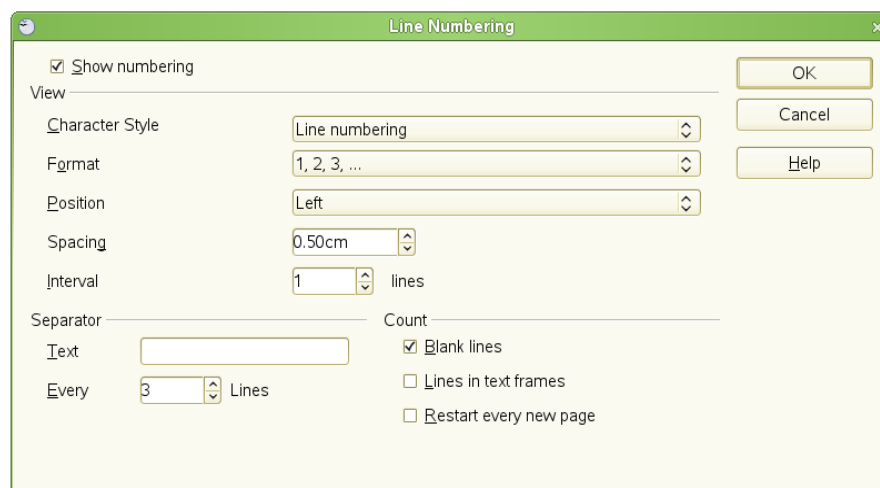 Line Numbering
Show numbering
OK
View
Character Style
Line numbering
Cancel
Format
1, 2, 3, ...
Help
Position
Left
Spacing
0.50cm
Interval
1
lines
Separator
Count
Text
Blank lines
Every
3
Lines
Lines in text frames
Restart every new page